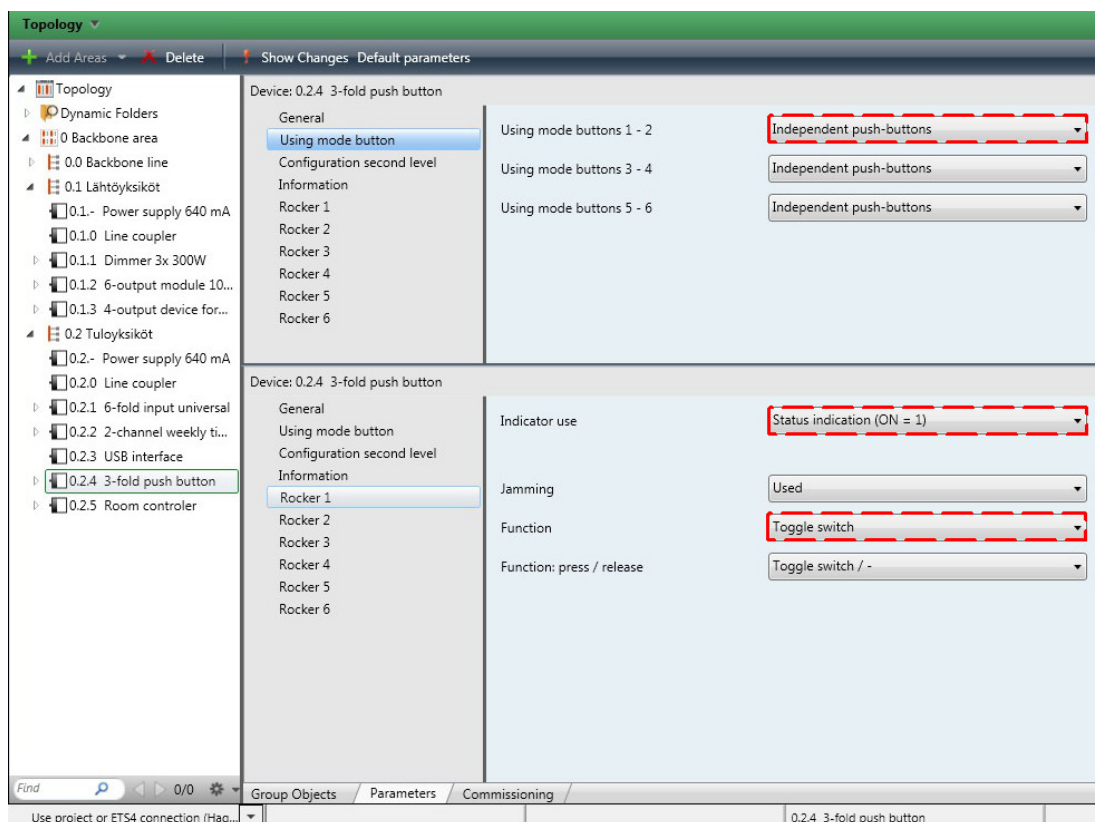 Topology
Add Areas Delete Show Changes Default parameters
Topology
Dynamic Folders
0 Backbone area
0.0 Backbone line
0.1 Lähtöyksiköt
0.1.- Power supply 640 mA
0.1.0 Line coupler
0.1.1 Dimmer 3x 300W
0.1.2 6-output module 10...
0.1.3 4-output device for...
0.2 Tuloyksiköt
0.2.- Power supply 640 mA
0.2.0 Line coupler
0.2.1 6-fold input universal
0.2.2 2-channel weekly ti...
0.2.3 USB interface
0.2.4 3-fold push button
0.2.5 Room controler
Find 0/0
Device: 0.2.4 3-fold push button
General
Using mode button
Configuration second level
Information
Rocker 1
Rocker 2
Rocker 3
Rocker 4
Rocker 5
Rocker 6
Using mode buttons 1 - 2 Independent push-buttons
Using mode buttons 3 - 4 Independent push-buttons
Using mode buttons 5 - 6 Independent push-buttons
Device: 0.2.4 3-fold push button
General
Using mode button
Configuration second level
Information
Rocker 1
Rocker 2
Rocker 3
Rocker 4
Rocker 5
Rocker 6
Indicator use Status indication (ON = 1)
Jamming Used
Function Toggle switch
Function: press / release Toggle switch / -
Group Objects Parameters Commissioning
Use project or ETS4 connection (Hag... 0.2.4 3-fold push button